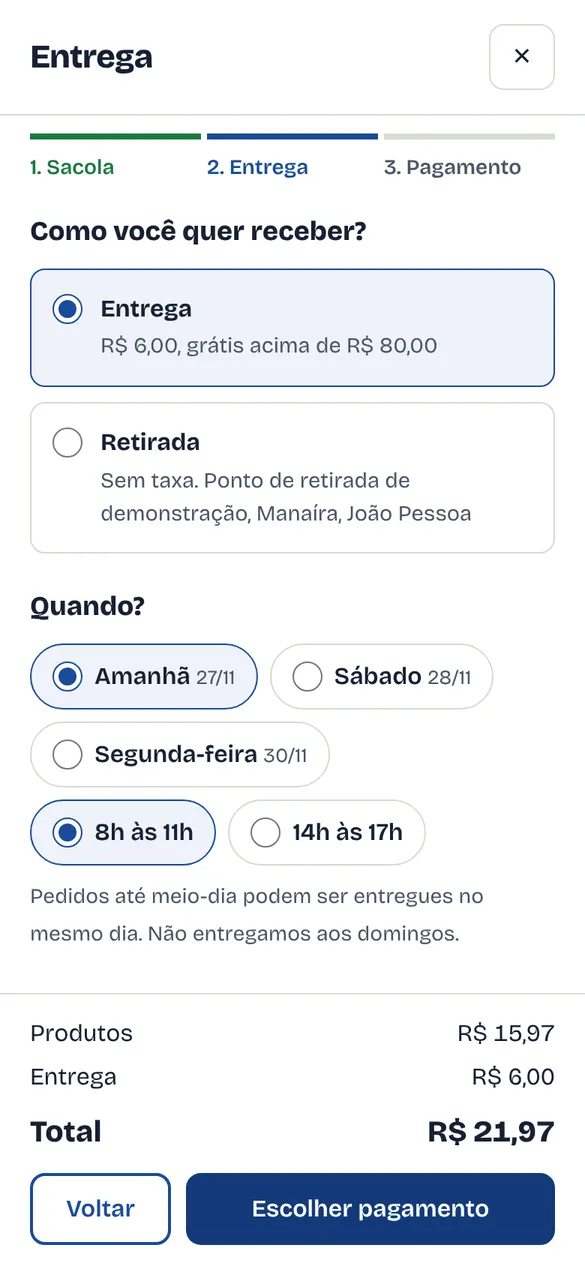 Entrega
×
1. Sacola
2. Entrega
3. Pagamento
Como você quer receber?
Entrega
R$ 6,00, grátis acima de R$ 80,00
Retirada
Sem taxa. Ponto de retirada de
demonstração, Manaíra, João Pessoa
Quando?
Amanhã 27/11
Sábado 28/11
Segunda-feira 30/11
8h às 11h
14h às 17h
Pedidos até meio-dia podem ser entregues no
mesmo dia. Não entregamos aos domingos.
Produtos R$ 15,97
Entrega R$ 6,00
Total R$ 21,97
Voltar
Escolher pagamento